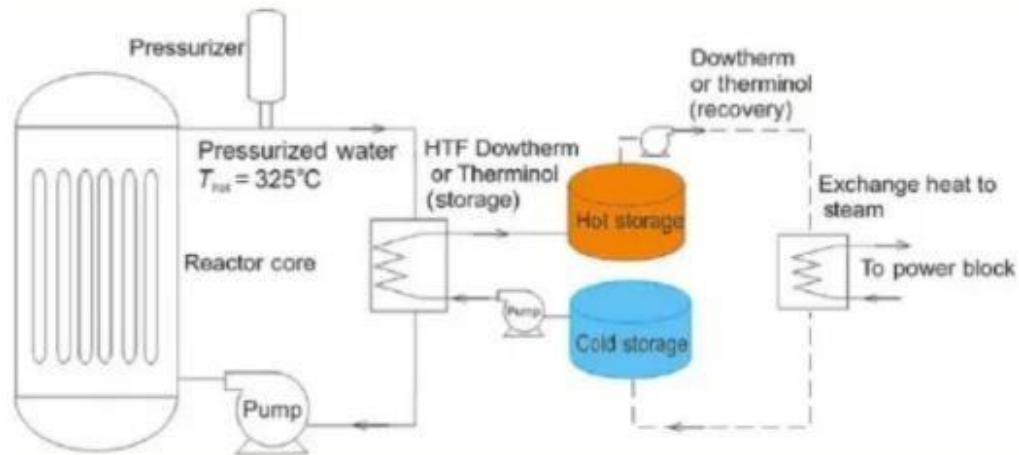 Pressurizer
Pressurized water
Thot = 325°C
Reactor core
Pump
HTF Dowtherm
or Therminol
(storage)
Pump
Hot storage
Cold storage
Dowtherm
or therminol
(recovery)
Exchange heat to
steam
To power block